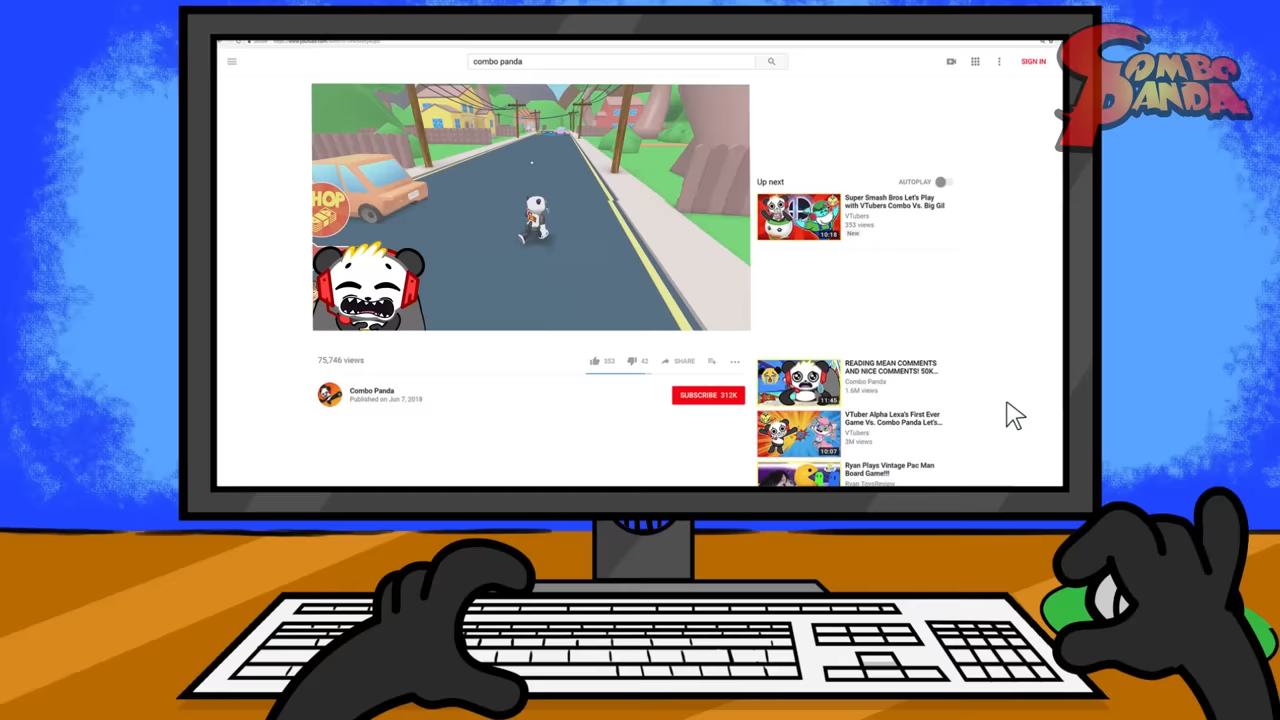 combo panda
SIGN IN
COMBO
PANDA
HOP
Up next
AUTOPLAY
Super Smash Bros Let's Play
with VTubers Combo Vs. Big Gil
VTubers
353 views
New
10:18
75,746 views
353
42
SHARE
Combo Panda
Published on Jun 7, 2018
SUBSCRIBE 312K
READING MEAN COMMENTS
AND NICE COMMENTS! 50K...
Combo Panda
1.6M views
11:45
VTuber Alpha Lexa's First Ever
Game Vs. Combo Panda Let's...
VTubers
3M views
10:07
Ryan Plays Vintage Pac Man
Board Game!!!
Ryan ToysReview